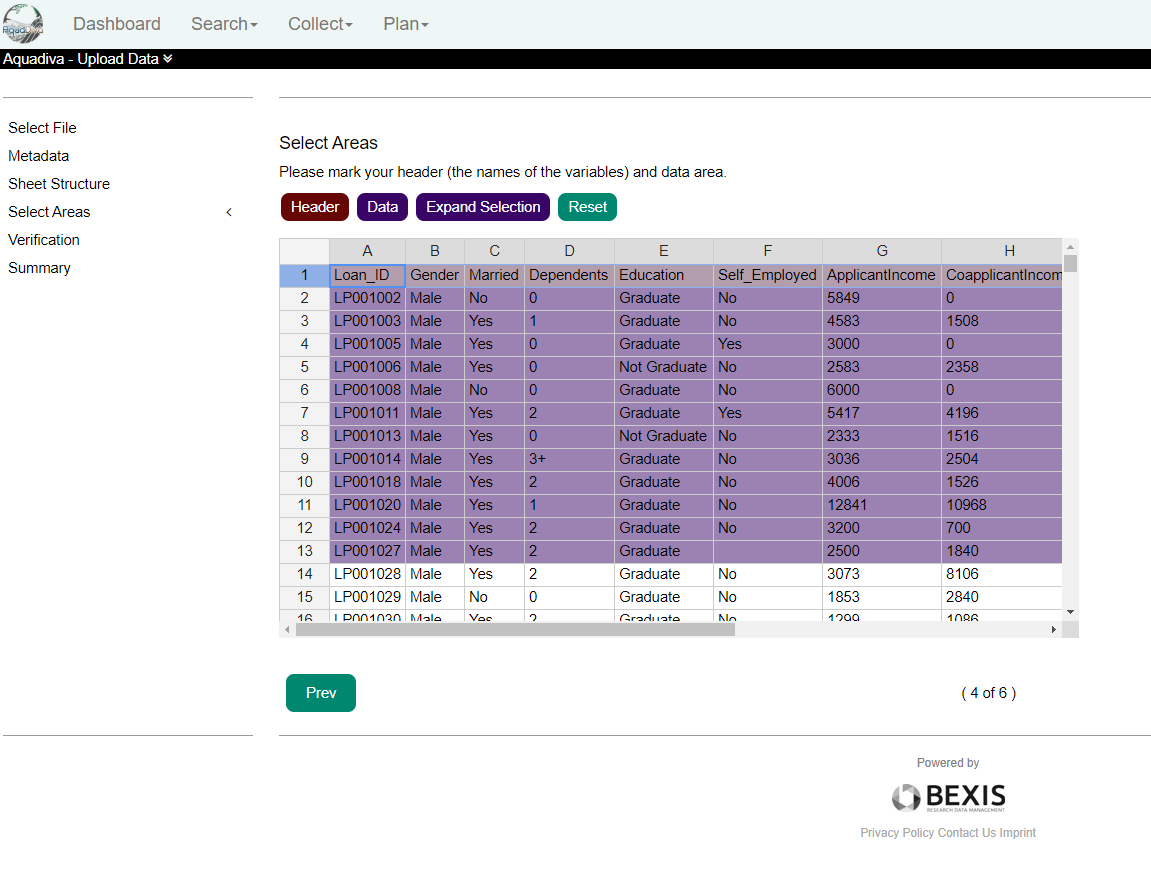 Dashboard Search Collect Plan
Aquadiva - Upload Data
Select File
Metadata
Sheet Structure
Select Areas
Verification
Summary
Select Areas
Please mark your header (the names of the variables) and data area.
Header Data Expand Selection Reset
A B C D E F G H
1 Loan_ID Gender Married Dependents Education Self_Employed ApplicantIncome CoapplicantIncom
2 LP001002 Male No 0 Graduate No 5849 0
3 LP001003 Male Yes 1 Graduate No 4583 1508
4 LP001005 Male Yes 0 Graduate Yes 3000 0
5 LP001006 Male Yes 0 Not Graduate No 2583 2358
6 LP001008 Male No 0 Graduate No 6000 0
7 LP001011 Male Yes 2 Graduate Yes 5417 4196
8 LP001013 Male Yes 0 Not Graduate No 2333 1516
9 LP001014 Male Yes 3+ Graduate No 3036 2504
10 LP001018 Male Yes 2 Graduate No 4006 1526
11 LP001020 Male Yes 1 Graduate No 12841 10968
12 LP001024 Male Yes 2 Graduate No 3200 700
13 LP001027 Male Yes 2 Graduate 2500 1840
14 LP001028 Male Yes 2 Graduate No 3073 8106
15 LP001029 Male No 0 Graduate No 1853 2840
16 LP001030 Male Yes 2 Graduate No 1299 1086
Prev
( 4 of 6 )
Powered by
BEXIS
RESEARCH DATA MANAGEMENT
Privacy Policy Contact Us Imprint